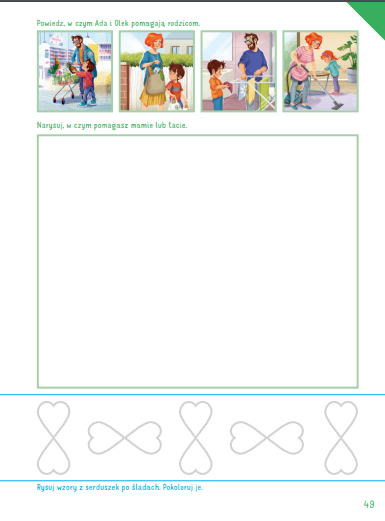 Powiedz, w czym Ada i Olek pomagają rodzicom.
Narysuj, w czym pomagasz mamie lub tacie.
Rysuj wzory z serduszek po śladach. Pokoloruj je.
49